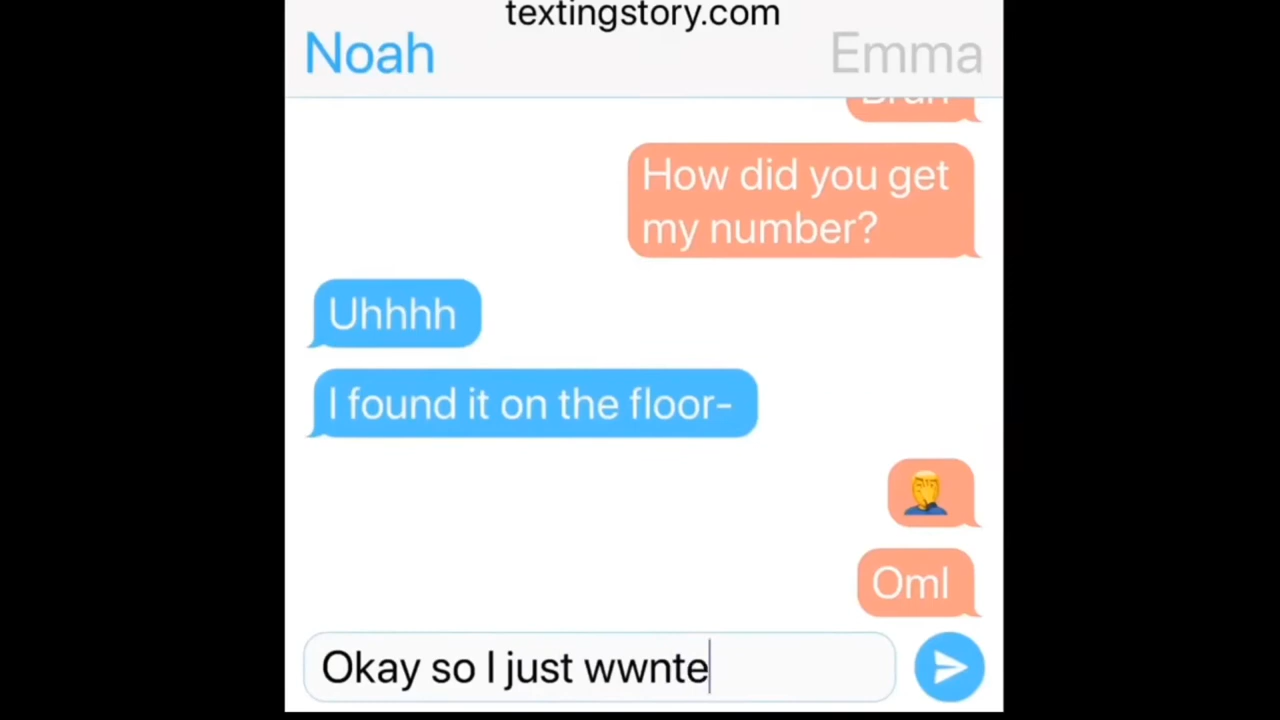 textingstory.com
Noah
Emma
How did you get
my number?
Uhhhh
I found it on the floor-
Oml
Okay so I just wwnte